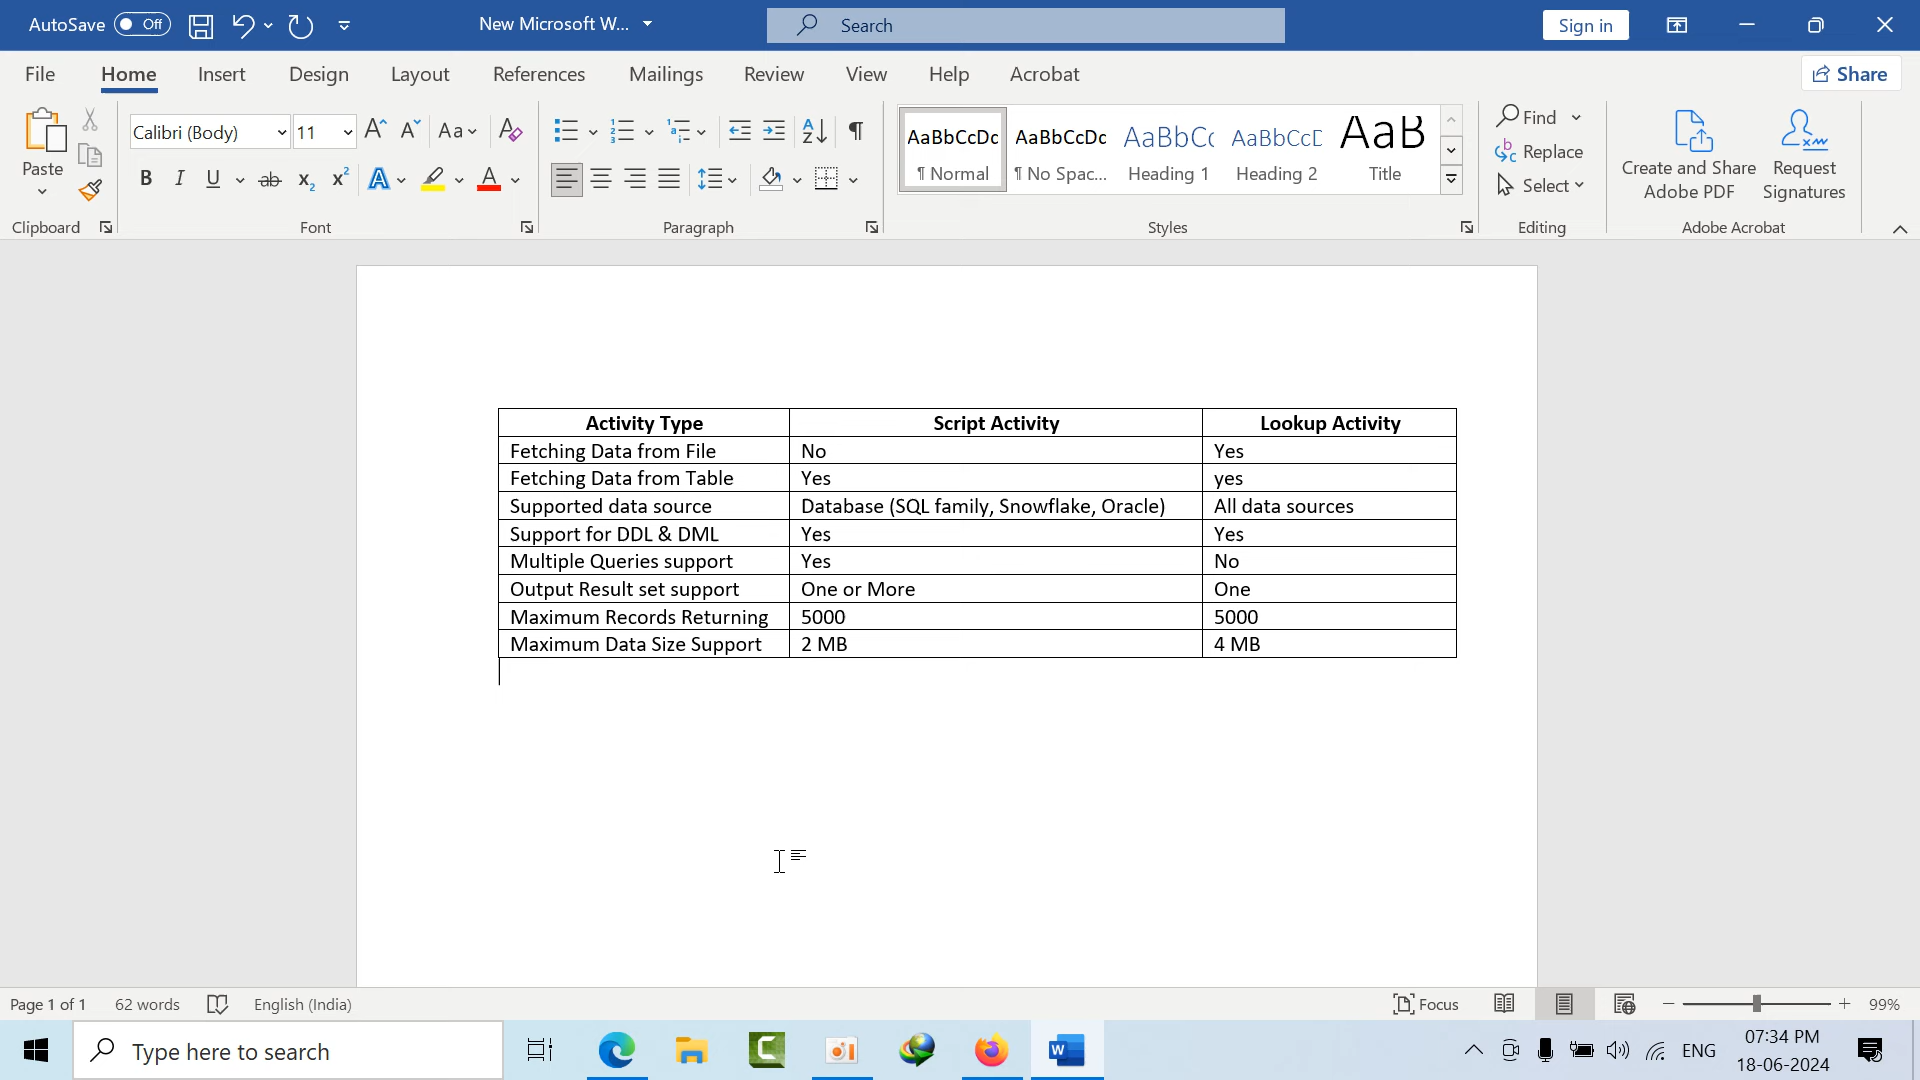 AutoSave Off New Microsoft W... Search Sign in
File Home Insert Design Layout References Mailings Review View Help Acrobat Share
Paste
Clipboard
Calibri (Body) 11 Aa
B I U ab x2 x2 A A
Font
Paragraph
AaBbCcDc AaBbCcDc AaBbC AaBbCcD AaB
¶ Normal ¶ No Spac... Heading 1 Heading 2 Title
Styles
Find
Replace
Select
Editing
Create and Share
Adobe PDF
Request
Signatures
Adobe Acrobat
Activity Type Script Activity Lookup Activity
Fetching Data from File No Yes
Fetching Data from Table Yes yes
Supported data source Database (SQL family, Snowflake, Oracle) All data sources
Support for DDL & DML Yes Yes
Multiple Queries support Yes No
Output Result set support One or More One
Maximum Records Returning 5000 5000
Maximum Data Size Support 2 MB 4 MB
Page 1 of 1 62 words English (India) Focus 99%
Type here to search ENG 07:34 PM
18-06-2024